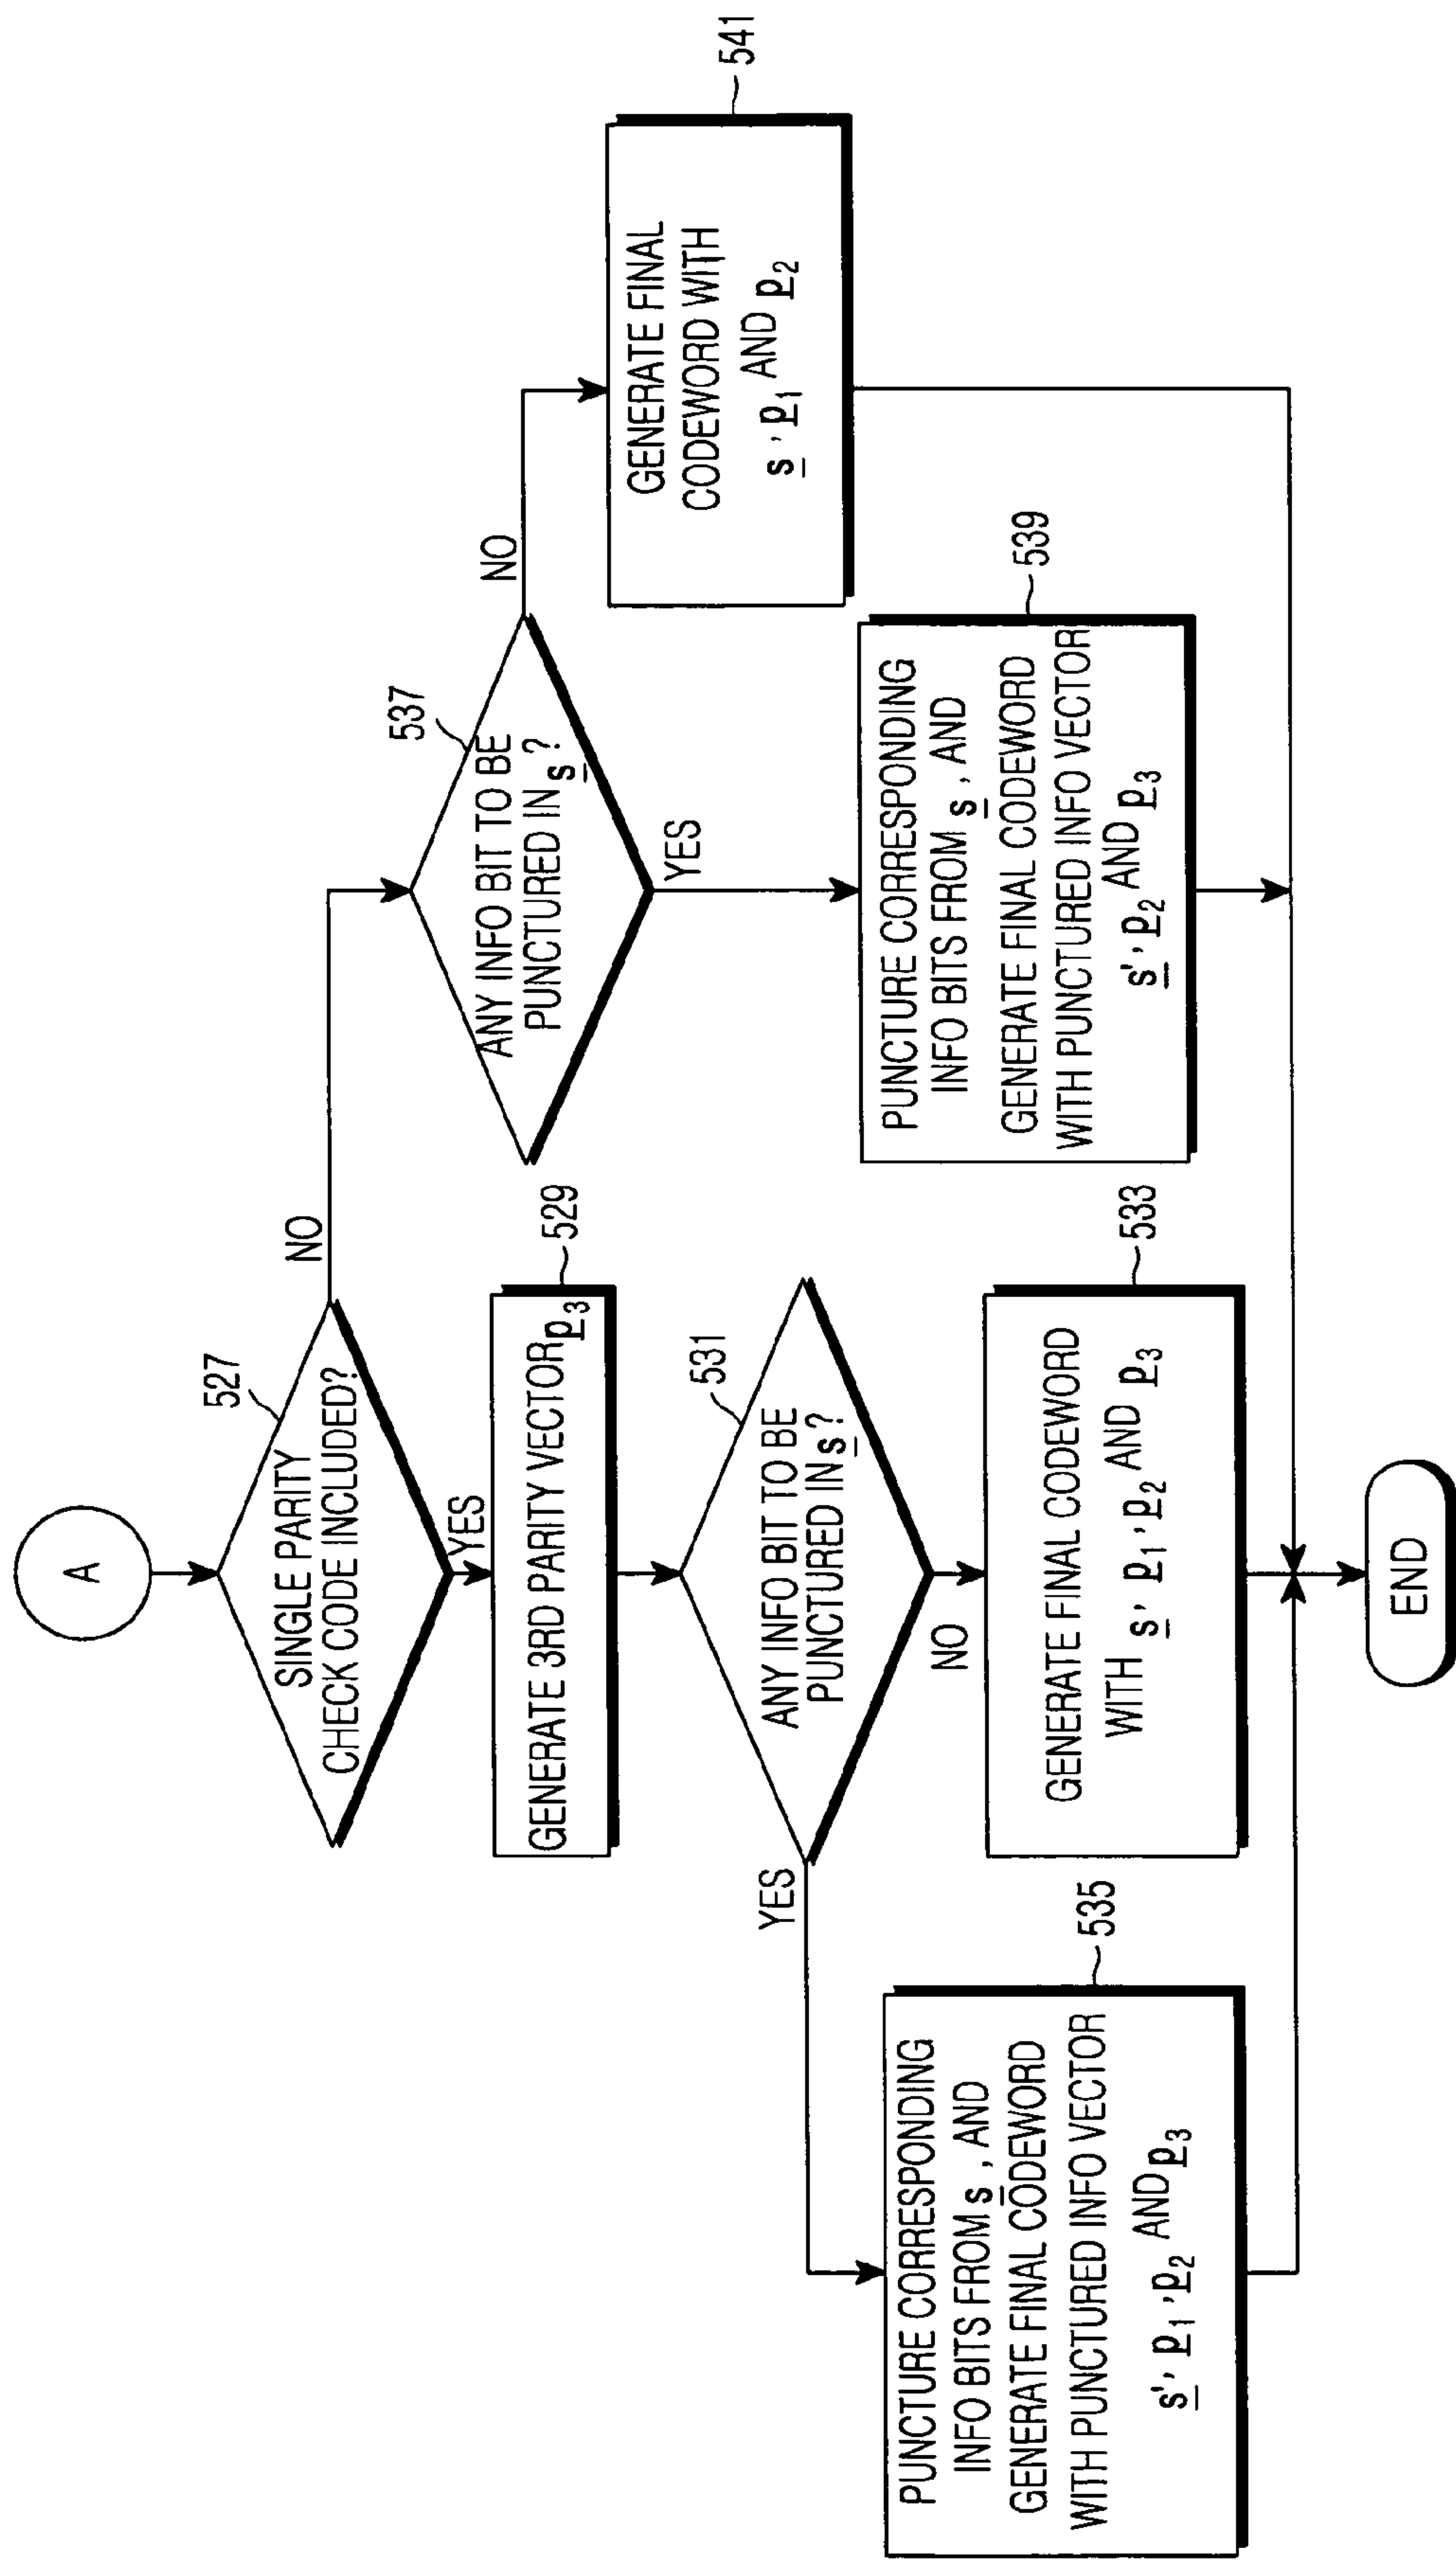 A
527
SINGLE PARITY
CHECK CODE INCLUDED?
NO
YES
529
GENERATE 3RD PARITY VECTOR p3
531
ANY INFO BIT TO BE
PUNCTURED IN s ?
YES
NO
535
PUNCTURE CORRESPONDING
INFO BITS FROM s , AND
GENERATE FINAL CODEWORD
WITH PUNCTURED INFO VECTOR
s', p1 ,p2 AND p3
533
GENERATE FINAL CODEWORD
WITH s, p1,p2 AND p3
537
ANY INFO BIT TO BE
PUNCTURED IN s ?
NO
YES
539
PUNCTURE CORRESPONDING
INFO BITS FROM s , AND
GENERATE FINAL CODEWORD
WITH PUNCTURED INFO VECTOR
s', p2 AND p3
541
GENERATE FINAL
CODEWORD WITH
s , p1 AND p2
END